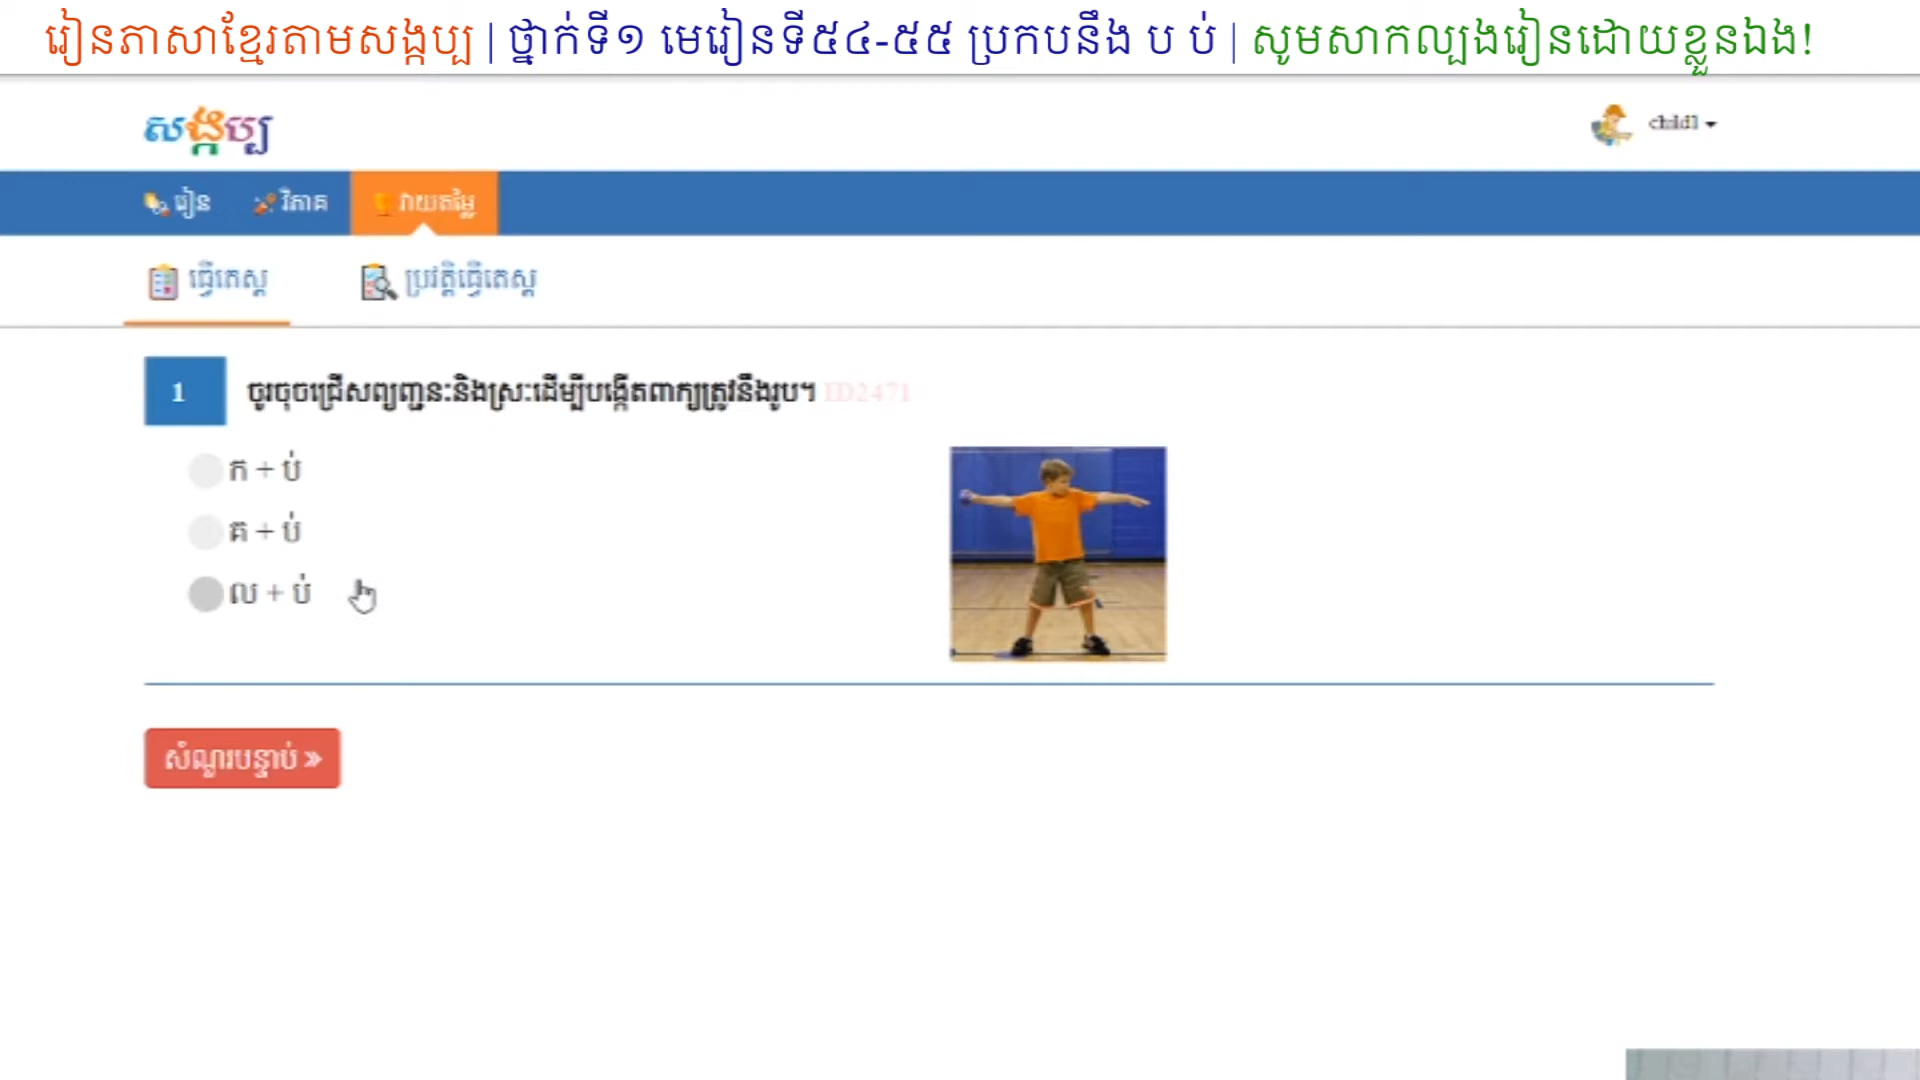 រៀនភាសាខ្មែរតាមសង្កប្ប | ថ្នាក់ទី១ មេរៀនទី៥៤-៥៥ ប្រកបនឹង ប ប់ | សូមសាកល្បងរៀនដោយខ្លួនឯង!
សង្កប្ប
child1
រៀន វិភាគ វាយតម្លៃ
ធ្វើតេស្ត ប្រវត្តិធ្វើតេស្ត
1 ចូរចុចជ្រើសព្យញ្ជនៈនិងស្រៈដើម្បីបង្កើតពាក្យត្រូវនឹងរូប។ ID2471
ក + ប់
គ + ប់
ល + ប់
សំណួរបន្ទាប់ »